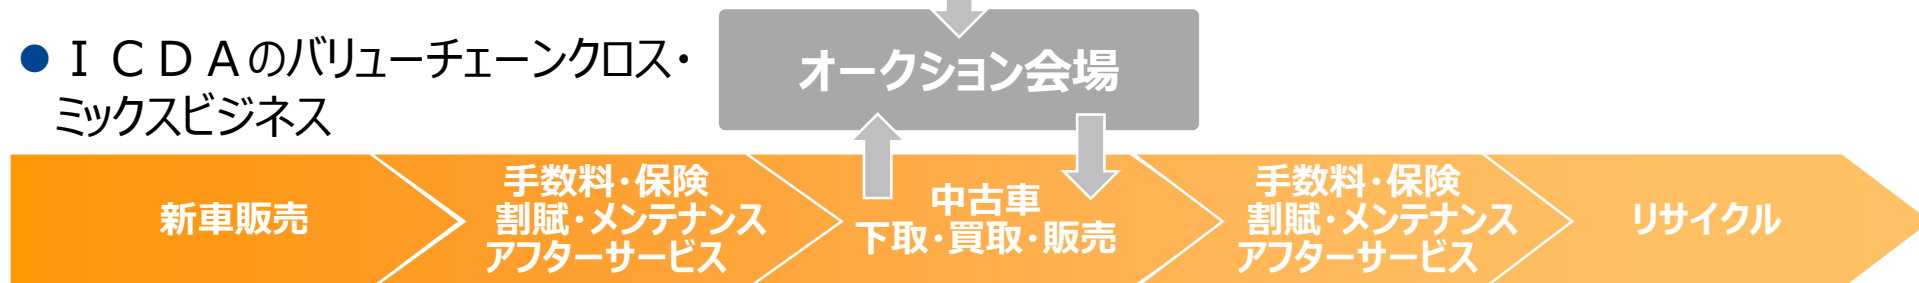 ●ＩＣＤＡのバリューチェーンクロス・
ミックスビジネス
オークション会場
新車販売
手数料・保険
割賦・メンテナンス
アフターサービス
中古車
下取・買取・販売
手数料・保険
割賦・メンテナンス
アフターサービス
リサイクル